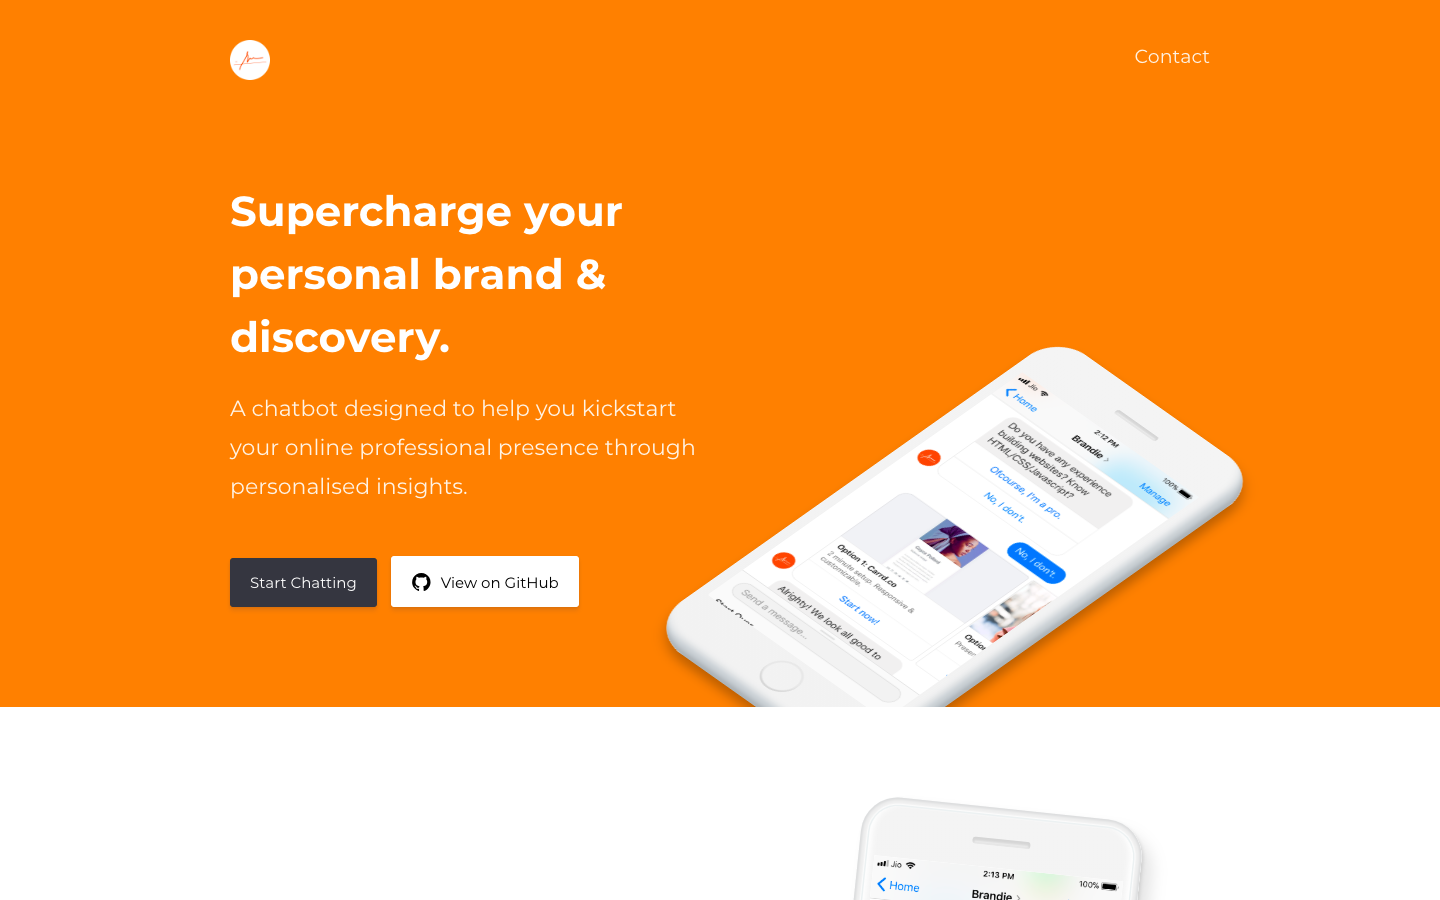 Contact
Supercharge your
personal brand &
discovery.
A chatbot designed to help you kickstart
your online professional presence through
personalised insights.
Start Chatting
View on GitHub
Jio
2:12 PM
100%
Home
Brandie
Manage
Do you have any experience
building websites? Know
HTML/CSS/Javascript?
Ofcourse, I'm a pro.
No, I don't.
No, I don't.
Option 1: Carrd.co
2 minute setup. Responsive &
customizable.
Start now!
Alrighty! We look all good to
Send a message...
Jio
2:13 PM
100%
Home
Brandie